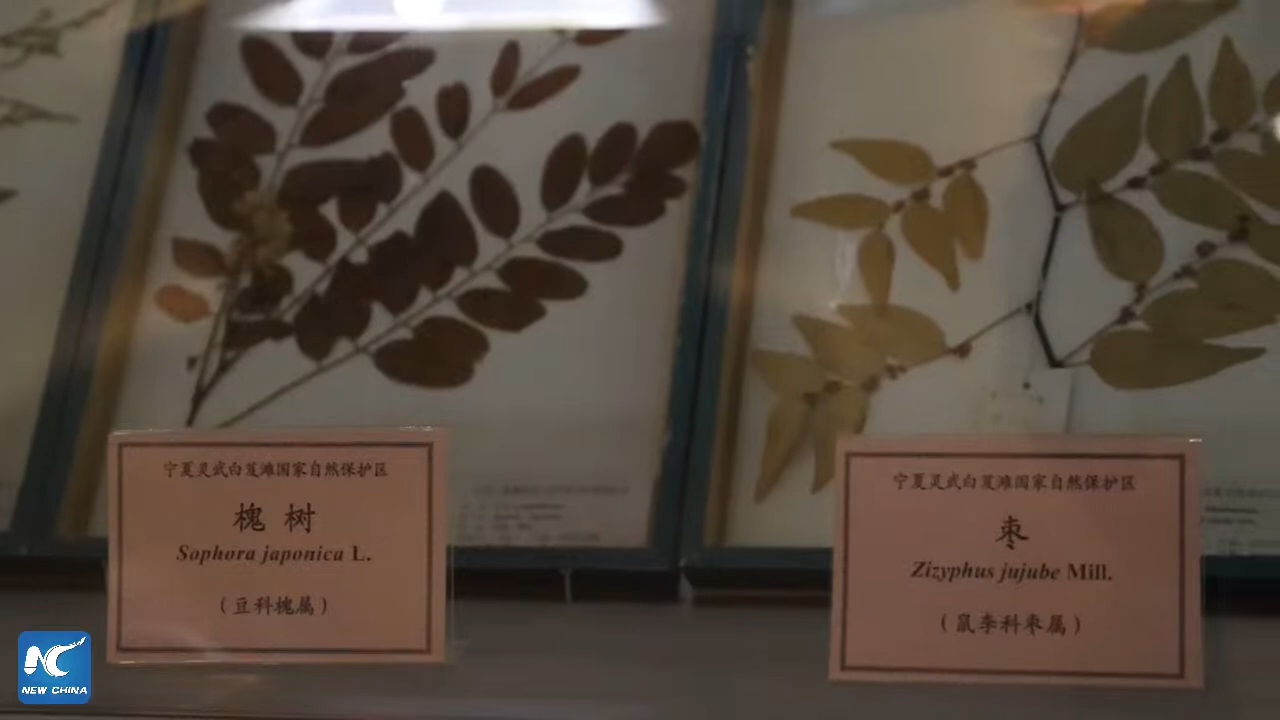 宁夏灵武白芨滩国家自然保护区
槐 树
Sophora japonica L.
(豆科槐属)
宁夏灵武白芨滩国家自然保护区
枣
Zizyphus jujube Mill.
(鼠李科枣属)
NEW CHINA